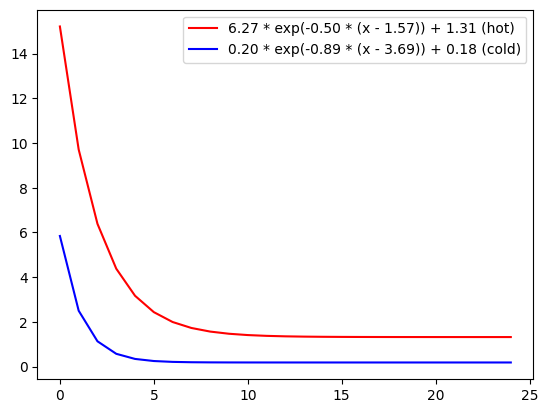 6.27 * exp(-0.50 * (x - 1.57)) + 1.31 (hot)
0.20 * exp(-0.89 * (x - 3.69)) + 0.18 (cold)
14
12
10
8
6
4
2
0
0 5 10 15 20 25